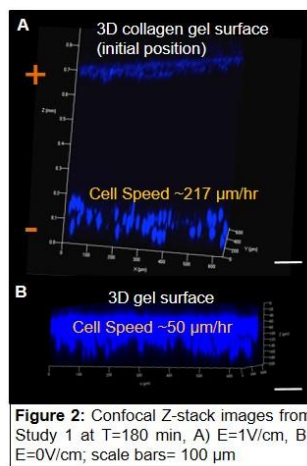 A
3D collagen gel surface
(initial position)
+
Z [mm]
Cell Speed ~217 µm/hr
-
B
3D gel surface
Cell Speed ~50 µm/hr
Figure 2: Confocal Z-stack images from
Study 1 at T=180 min, A) E=1V/cm, B)
E=0V/cm; scale bars= 100 µm